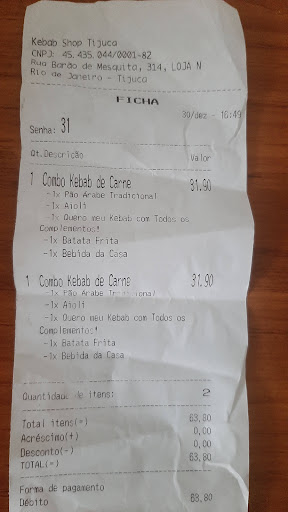 Kebab Shop Tijuca
CNPJ: 45.435.044/0001-82
Rua Barão de Mesquita, 314, LOJA N
Rio de Janeiro - Tijuca
FICHA
30/dez - 16:49
Senha: 31
Qt.Descrição Valor
1 Combo Kebab de Carne 31.90
-1x Pão Arabe Tradicional
-1x Aioli
-1x Quero meu Kebab com Todos os
Complementos!
-1x Batata Frita
-1x Bebida da Casa
1 Combo Kebab de Carne 31.90
-1x Pão Arabe Tradicional
-1x Aioli
-1x Quero meu Kebab com Todos os
Complementos!
-1x Batata Frita
-1x Bebida da Casa
Quantidade de itens: 2
Total itens(=) 63,80
Acréscimo(+) 0,00
Desconto(-) 0,00
TOTAL(=) 63,80
Forma de pagamento
Débito 63,80